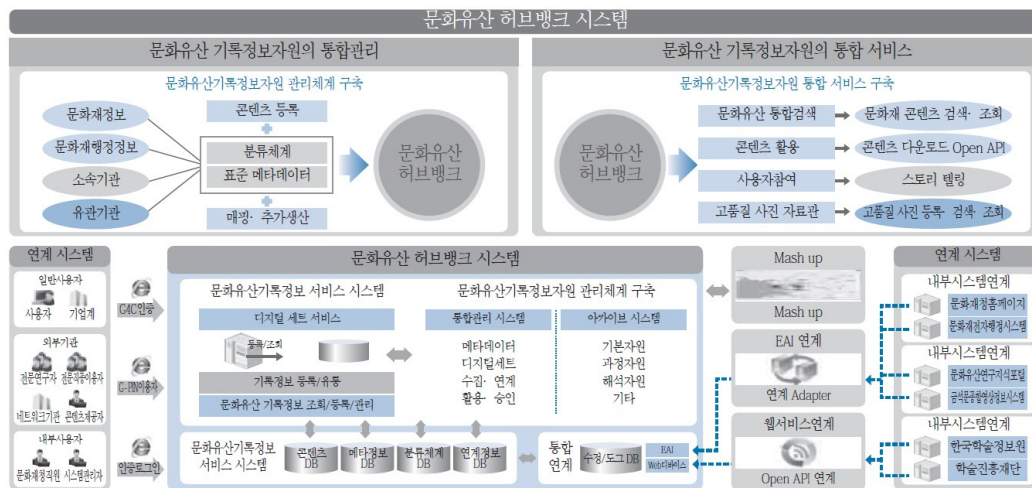 문화유산 허브뱅크 시스템
문화유산 기록정보자원의 통합관리
문화유산기록정보자원 관리체계 구축
문화재정보
문화재행정정보
소속기관
유관기관
콘텐츠 등록
분류체계
표준 메타데이터
매핑· 추가생산
문화유산
허브뱅크
문화유산 기록정보자원의 통합 서비스
문화유산기록정보자원 통합 서비스 구축
문화유산
허브뱅크
문화유산 통합검색
문화재 콘텐츠 검색· 조회
콘텐츠 활용
콘텐츠 다운로드 Open API
사용자참여
스토리 텔링
고품질 사진 자료관
고품질 사진 등록· 검색· 조회
연계 시스템
일반사용자
사용자
기업계
외부기관
전문연구자
네트워크기관
콘텐츠제공자
내부사용자
문화재청직원
시스템관리자
G4C인증
G-PIN이용자
인증로그인
문화유산 허브뱅크 시스템
문화유산기록정보 서비스 시스템
디지털 세트 서비스
등록/조회
기록정보 등록/유통
문화유산 기록정보 조회/등록/관리
문화유산기록정보자원 관리체계 구축
통합관리 시스템
메타데이터
디지털세트
수집· 연계
활용· 승인
아카이브 시스템
기본자원
과정자원
해석자원
기타
문화유산기록정보
서비스 시스템
콘텐츠
DB
메타정보
DB
분류체계
DB
연계정보
DB
통합
연계
수정/도그 DB
EAI
Web디바이스
Mash up
Mash up
EAI 연계
연계 Adapter
웹서비스연계
Open API 연계
연계 시스템
내부시스템연계
문화재청홈페이지
문화재전자행정시스템
내부시스템연계
문화유산연구지식포털
금석문종합영상정보시스템
내부시스템연계
한국학술정보원
학술진흥재단